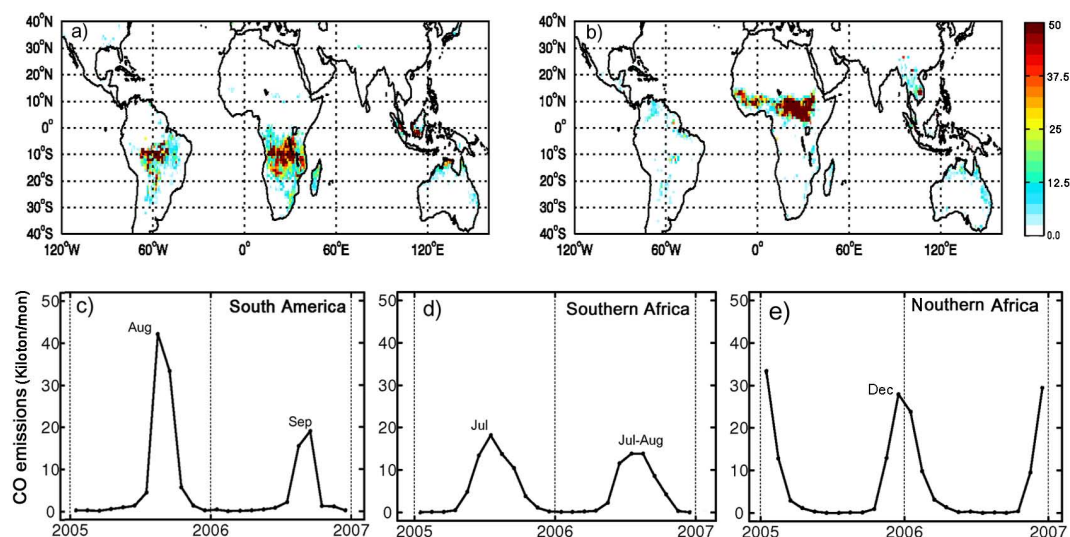 a)
40°N
30°N
20°N
10°N
0°
10°S
20°S
30°S
40°S
120°W
60°W
0°
60°E
120°E
b)
40°N
30°N
20°N
10°N
0°
10°S
20°S
30°S
40°S
120°W
60°W
0°
60°E
120°E
50
37.5
25
12.5
0.0
CO emissions (Kiloton/mon)
c)
South America
Aug
Sep
50
40
30
20
10
0
2005
2006
2007
d)
Southern Africa
Jul
Jul-Aug
50
40
30
20
10
0
2005
2006
2007
e)
Nouthern Africa
Dec
50
40
30
20
10
0
2005
2006
2007